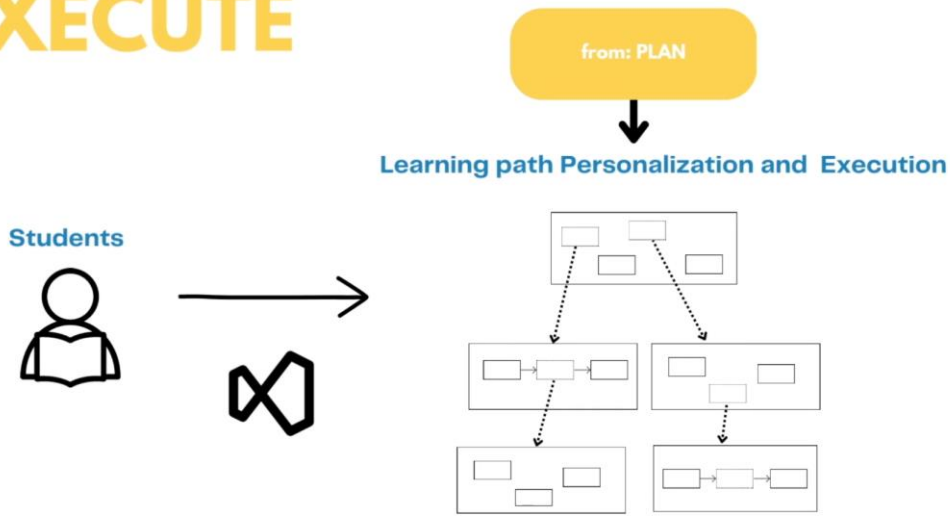 XECUTE
from: PLAN
Learning path Personalization and Execution
Students